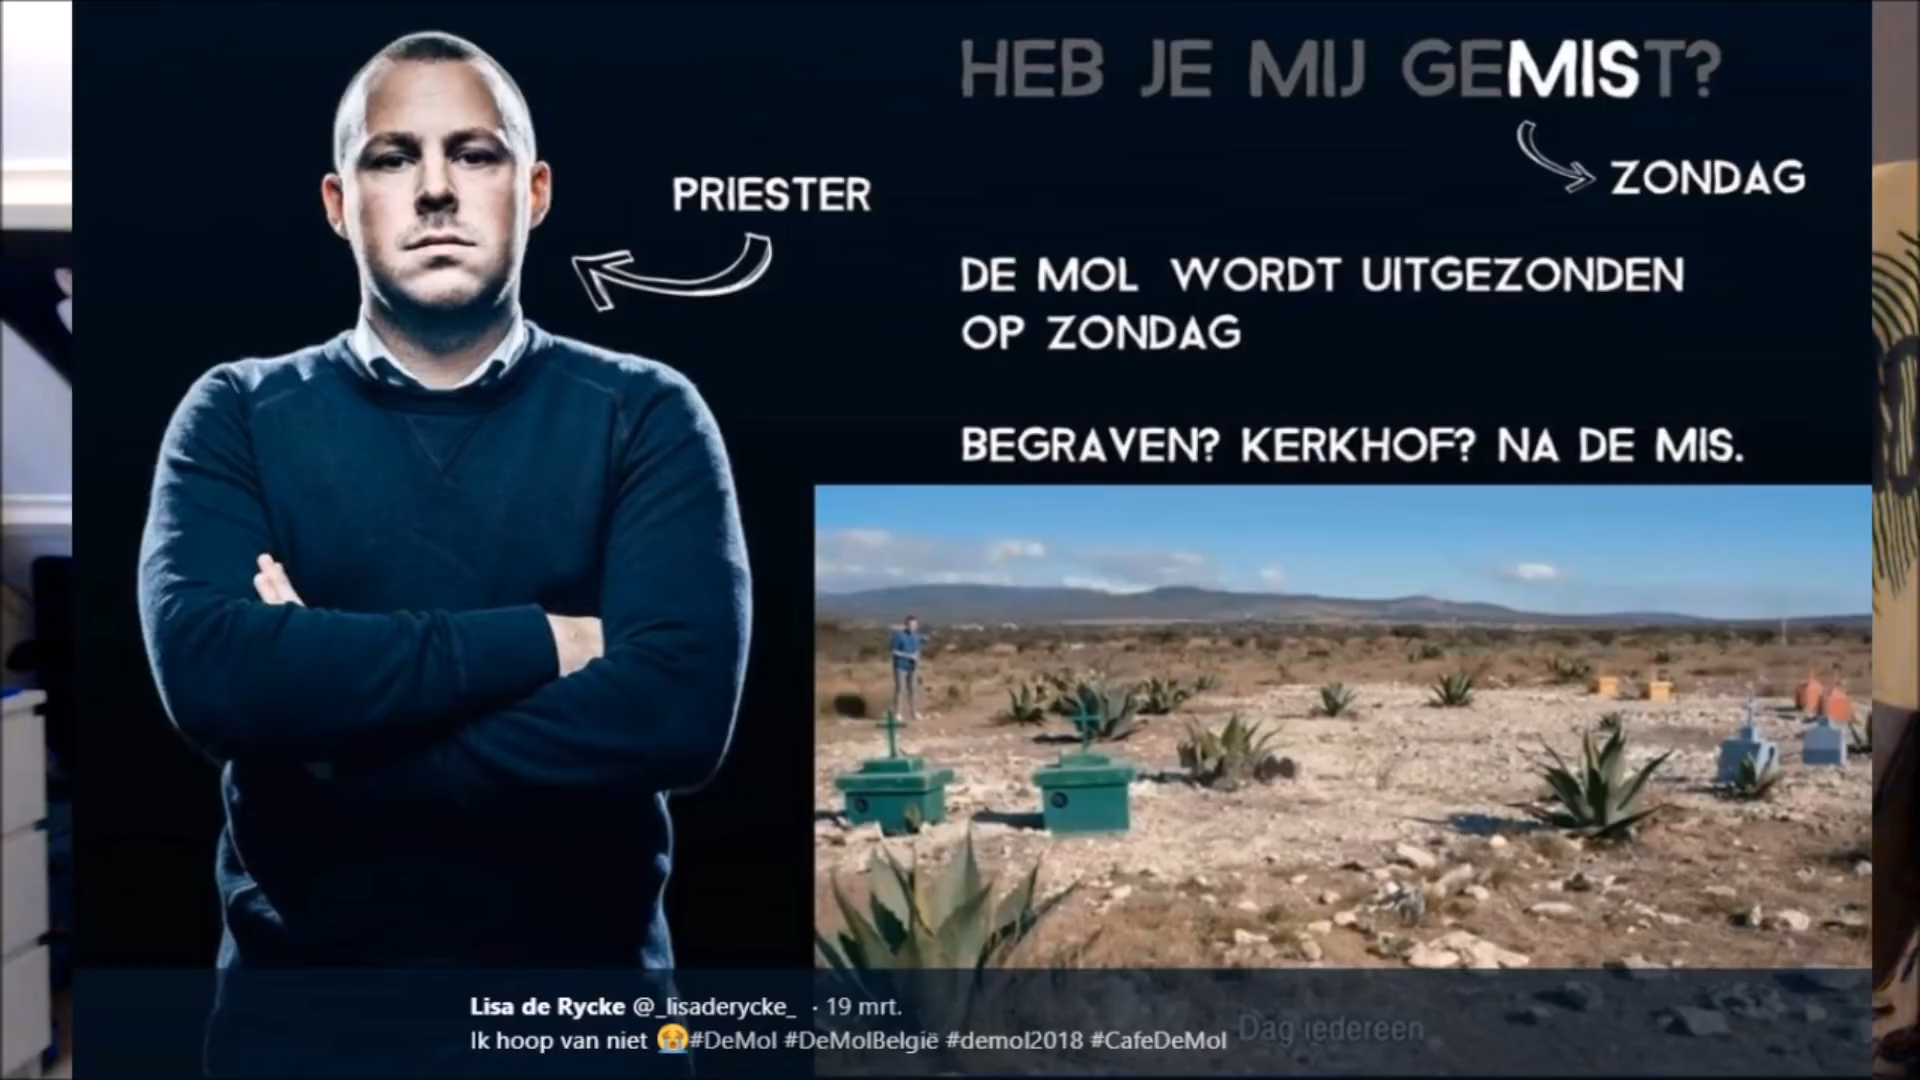 HEB JE MIJ GEMIST?
ZONDAG
PRIESTER
DE MOL WORDT UITGEZONDEN
OP ZONDAG
BEGRAVEN? KERKHOF? NA DE MIS.
Lisa de Rycke @_lisaderycke_ · 19 mrt.
Ik hoop van niet 😭#DeMol #DeMolBelgië #demol2018 #CafeDeMol
Dag iedereen